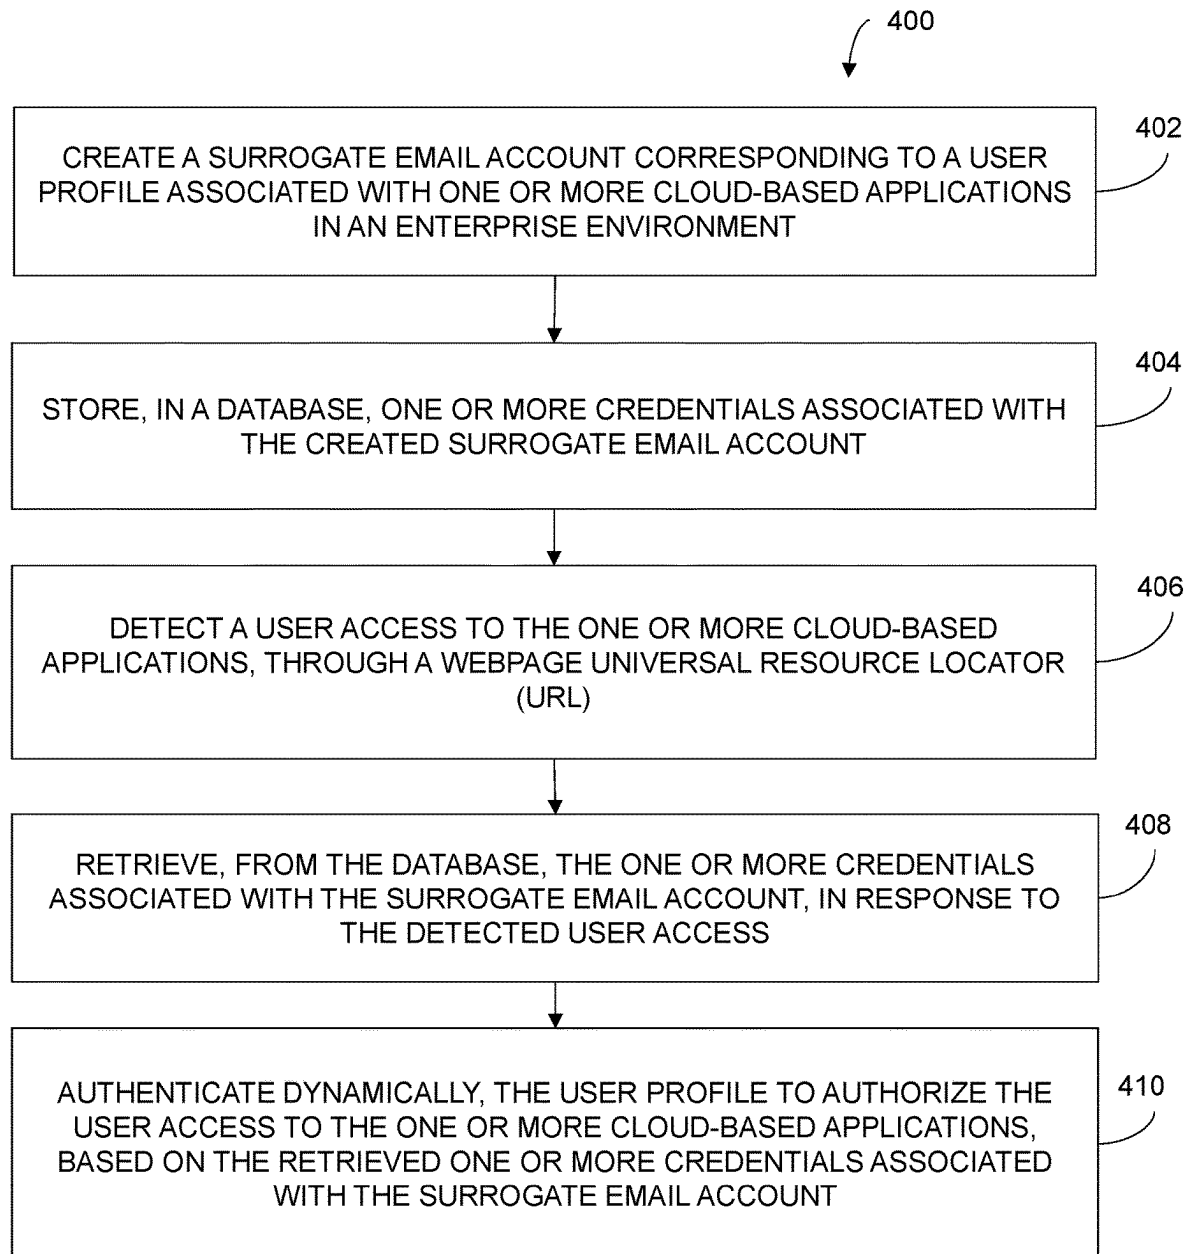 400
CREATE A SURROGATE EMAIL ACCOUNT CORRESPONDING TO A USER
PROFILE ASSOCIATED WITH ONE OR MORE CLOUD-BASED APPLICATIONS
IN AN ENTERPRISE ENVIRONMENT
402
STORE, IN A DATABASE, ONE OR MORE CREDENTIALS ASSOCIATED WITH
THE CREATED SURROGATE EMAIL ACCOUNT
404
DETECT A USER ACCESS TO THE ONE OR MORE CLOUD-BASED
APPLICATIONS, THROUGH A WEBPAGE UNIVERSAL RESOURCE LOCATOR
(URL)
406
RETRIEVE, FROM THE DATABASE, THE ONE OR MORE CREDENTIALS
ASSOCIATED WITH THE SURROGATE EMAIL ACCOUNT, IN RESPONSE TO
THE DETECTED USER ACCESS
408
AUTHENTICATE DYNAMICALLY, THE USER PROFILE TO AUTHORIZE THE
USER ACCESS TO THE ONE OR MORE CLOUD-BASED APPLICATIONS,
BASED ON THE RETRIEVED ONE OR MORE CREDENTIALS ASSOCIATED
WITH THE SURROGATE EMAIL ACCOUNT
410